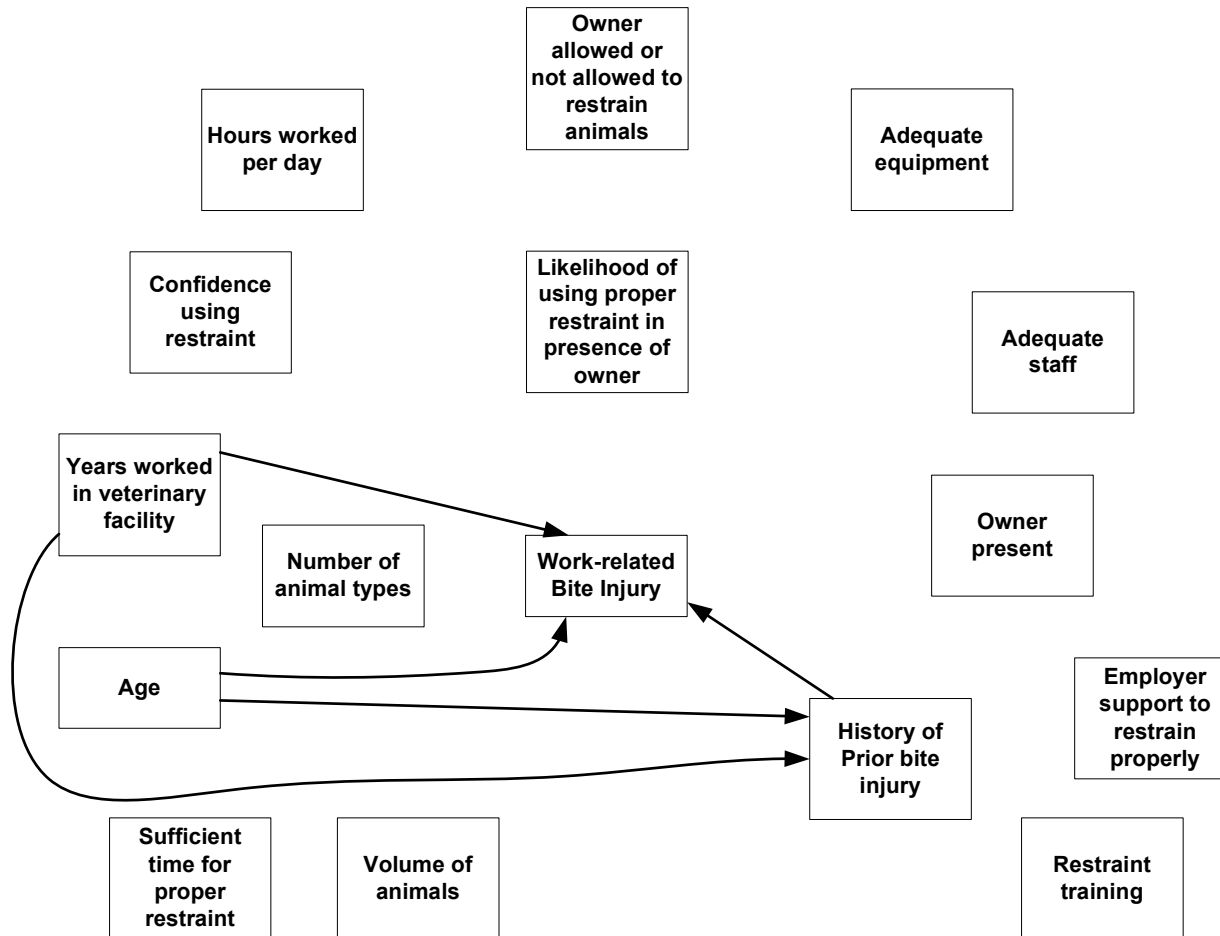 Owner
allowed or
not allowed to
restrain
animals
Hours worked
per day
Adequate
equipment
Confidence
using
restraint
Likelihood of
using proper
restraint in
presence of
owner
Adequate
staff
Years worked
in veterinary
facility
Number of
animal types
Work-related
Bite Injury
Owner
present
Age
History of
Prior bite
injury
Employer
support to
restrain
properly
Sufficient
time for
proper
restraint
Volume of
animals
Restraint
training